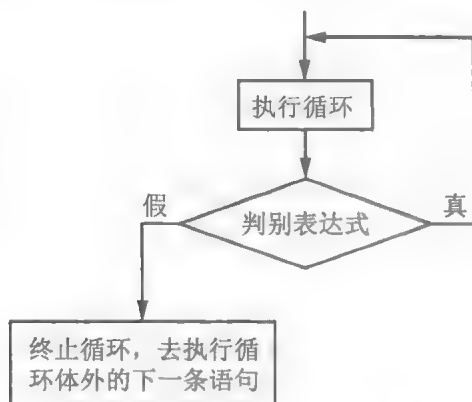 执行循环
判别表达式
假
真
终止循环，去执行循
环体外的下一条语句